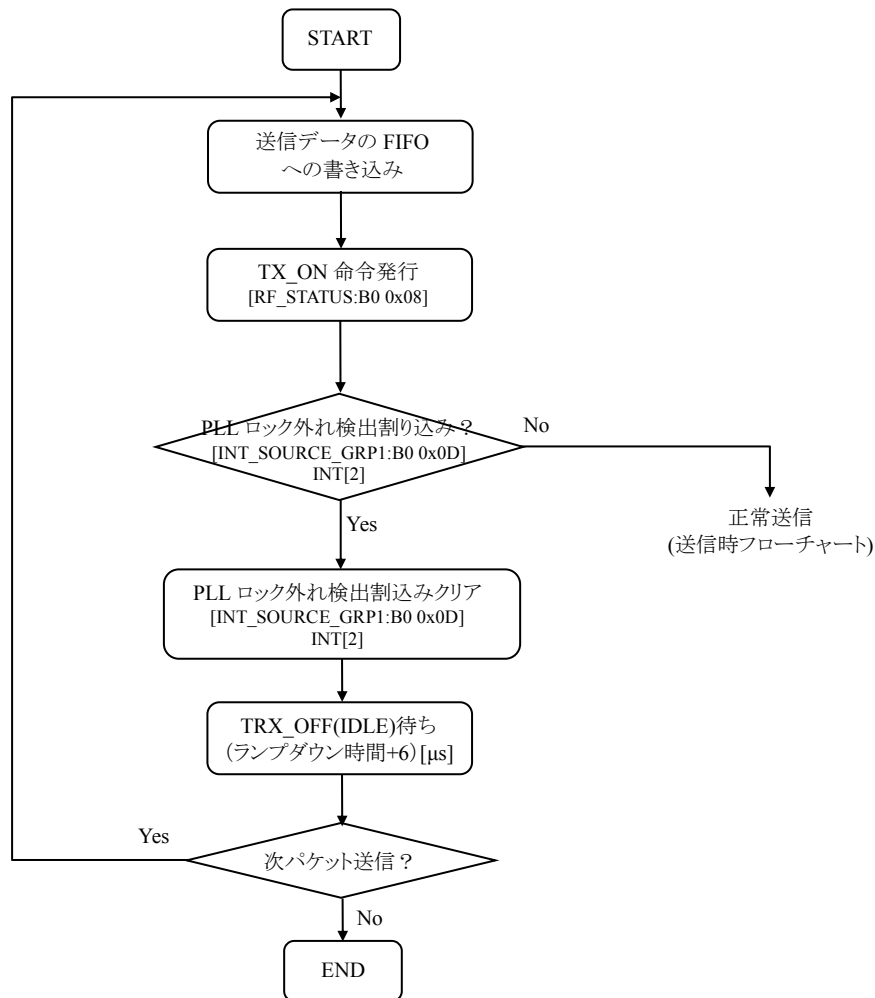 START
送信データの FIFO
への書き込み
TX_ON 命令発行
[RF_STATUS:B0 0x08]
PLL ロック外れ検出割り込み？
[INT_SOURCE_GRP1:B0 0x0D]
INT[2]
No
正常送信
(送信時フローチャート)
Yes
PLL ロック外れ検出割込みクリア
[INT_SOURCE_GRP1:B0 0x0D]
INT[2]
TRX_OFF(IDLE)待ち
(ランプダウン時間+6)[μs]
Yes
次パケット送信？
No
END